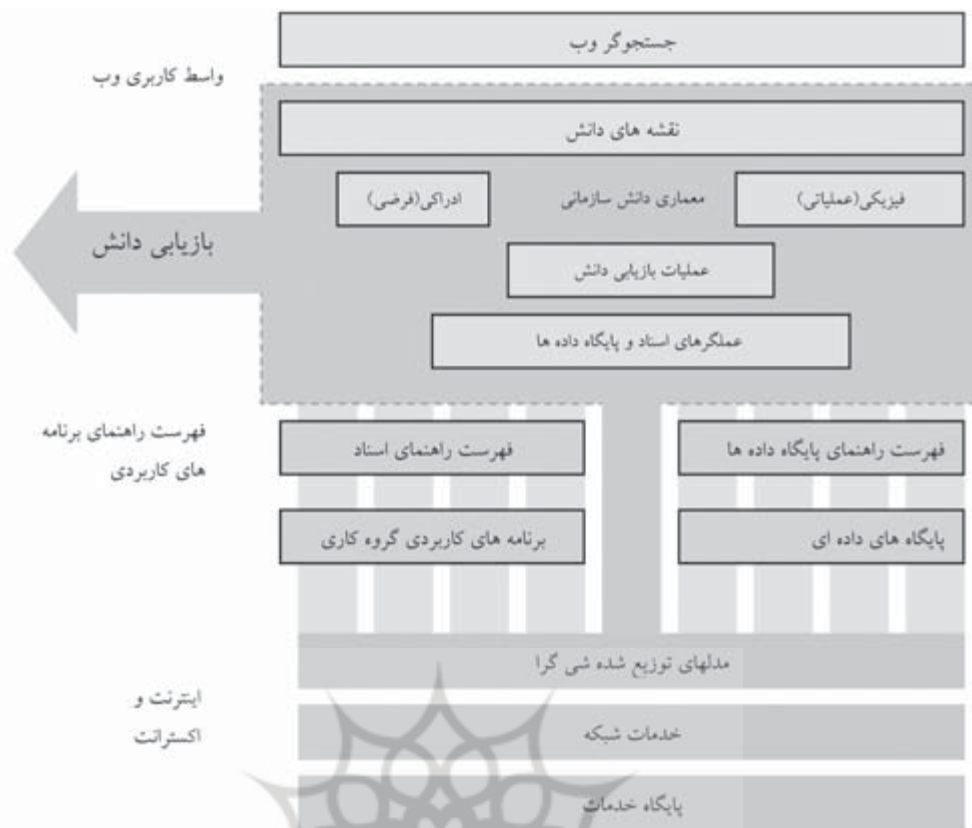 جستجوگر وب
واسط کاربری وب
نقشه های دانش
فیزیکی(عملیاتی)
معماری دانش سازمانی
ادراکی(فرضی)
بازیابی دانش
عملیات بازیابی دانش
عملگرهای اسناد و پایگاه داده ها
فهرست راهنمای برنامه
های کاربردی
فهرست راهنمای پایگاه داده ها
فهرست راهنمای اسناد
پایگاه های داده ای
برنامه های کاربردی گروه کاری
مدلهای توزیع شده شی گرا
اینترنت و
اکسترانت
خدمات شبکه
پایگاه خدمات